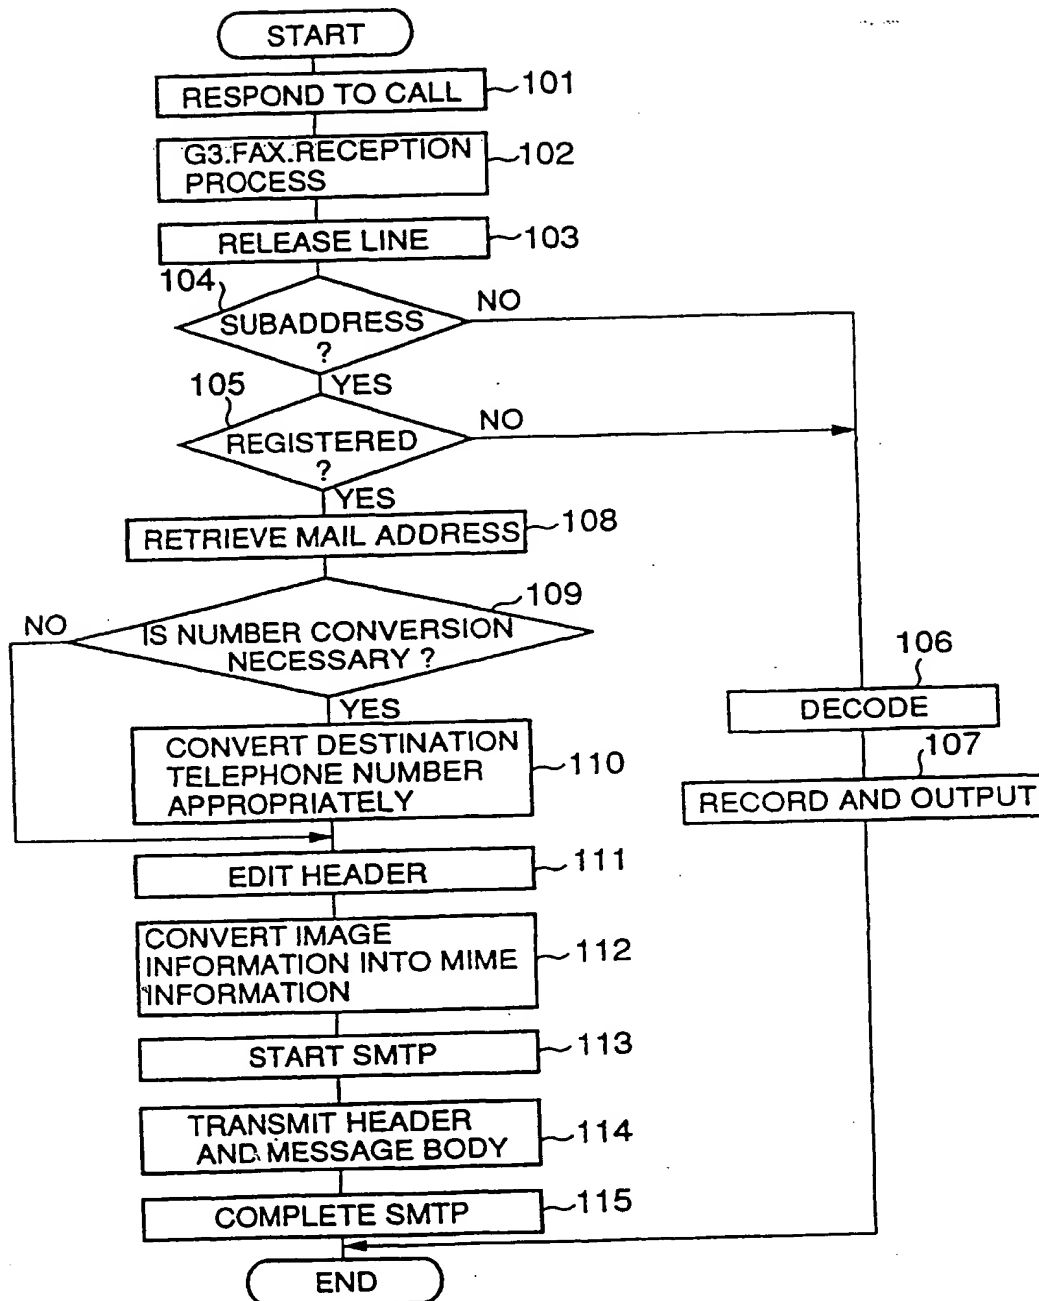 START
RESPOND TO CALL
101
G3.FAX.RECEPTION
PROCESS
102
RELEASE LINE
103
104
SUBADDRESS
?
NO
YES
105
REGISTERED
?
NO
YES
RETRIEVE MAIL ADDRESS
108
109
NO
IS NUMBER CONVERSION
NECESSARY ?
YES
106
DECODE
107
RECORD AND OUTPUT
CONVERT DESTINATION
TELEPHONE NUMBER
APPROPRIATELY
110
EDIT HEADER
111
CONVERT IMAGE
INFORMATION INTO MIME
INFORMATION
112
START SMTP
113
TRANSMIT HEADER
AND MESSAGE BODY
114
COMPLETE SMTP
115
END